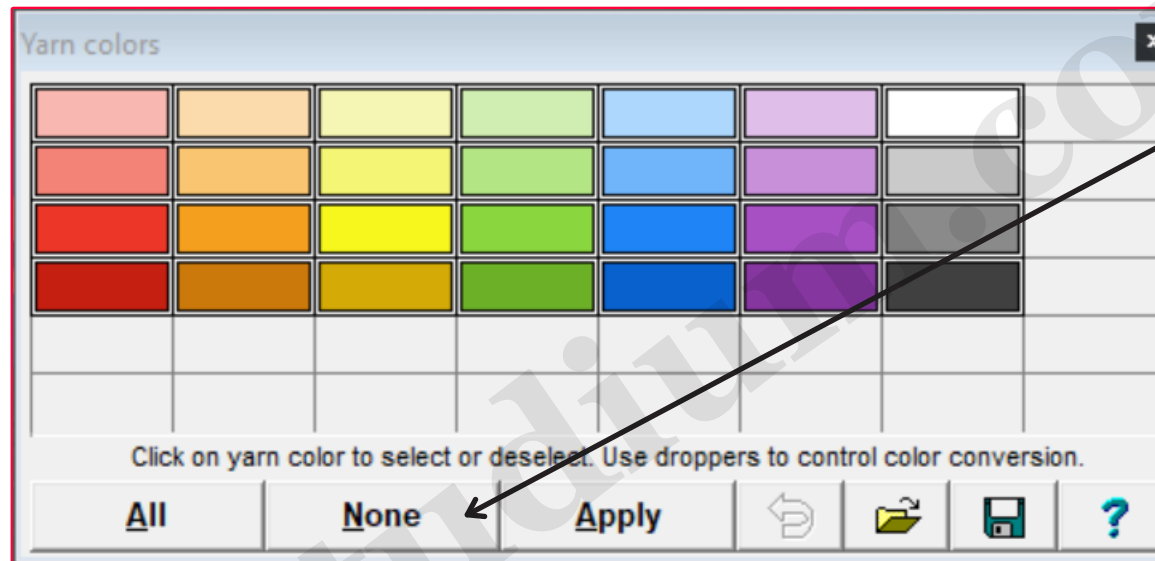 Yarn colors
Click on yarn color to select or deselect. Use droppers to control color conversion.
All None Apply ?